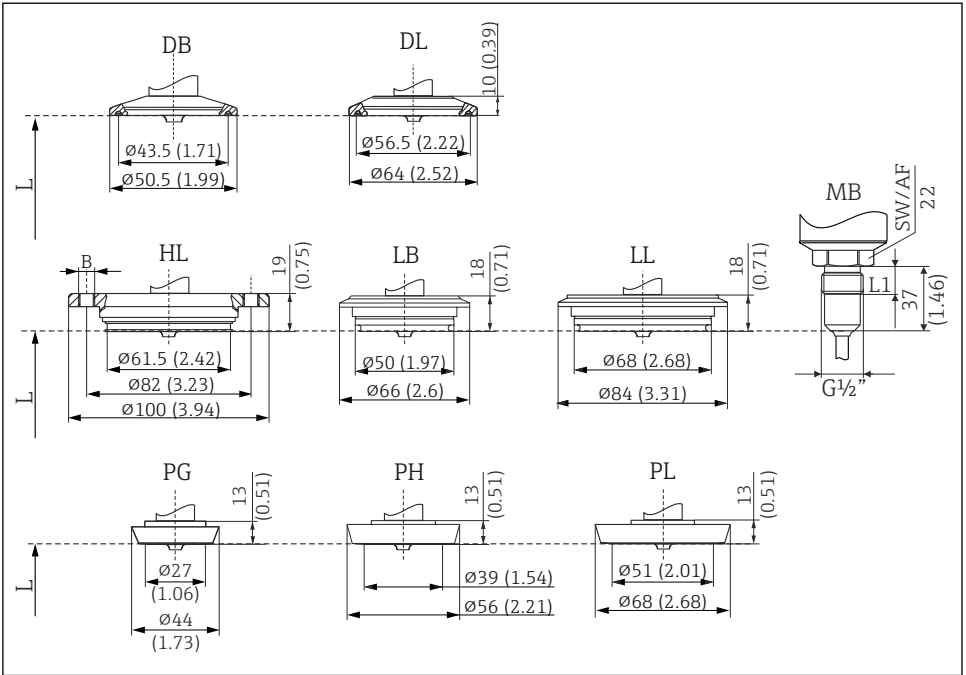 DB
DL
10 (0.39)
Ø43.5 (1.71)
Ø50.5 (1.99)
Ø56.5 (2.22)
Ø64 (2.52)
L
MB
SW/AF
22
L1
37
(1.46)
G½"
HL
B
19
(0.75)
Ø61.5 (2.42)
Ø82 (3.23)
Ø100 (3.94)
LB
18
(0.71)
Ø50 (1.97)
Ø66 (2.6)
LL
18
(0.71)
Ø68 (2.68)
Ø84 (3.31)
L
PG
13
(0.51)
Ø27
(1.06)
Ø44
(1.73)
PH
13
(0.51)
Ø39 (1.54)
Ø56 (2.21)
PL
13
(0.51)
Ø51 (2.01)
Ø68 (2.68)
L